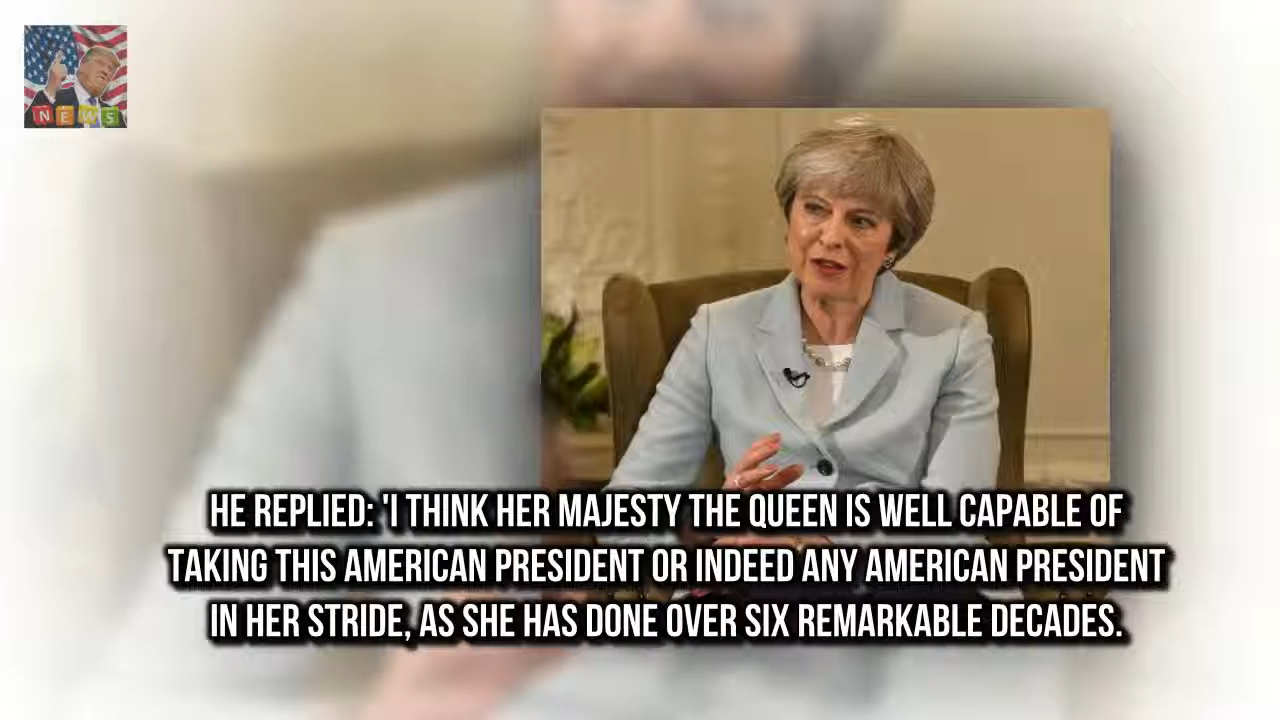 NEWS
HE REPLIED: 'I THINK HER MAJESTY THE QUEEN IS WELL CAPABLE OF
TAKING THIS AMERICAN PRESIDENT OR INDEED ANY AMERICAN PRESIDENT
IN HER STRIDE, AS SHE HAS DONE OVER SIX REMARKABLE DECADES.